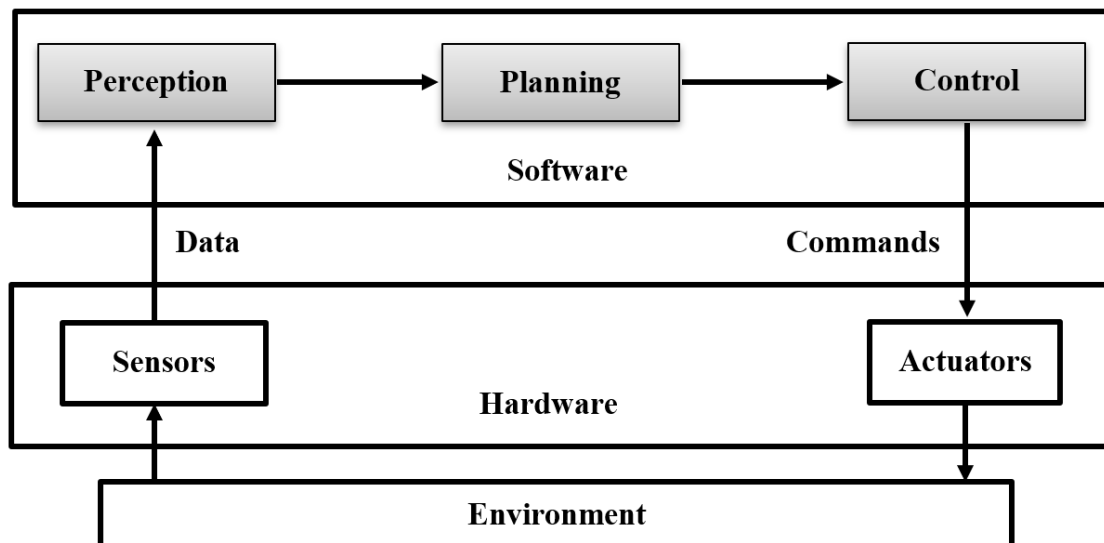 Perception
Planning
Control
Software
Data
Commands
Sensors
Actuators
Hardware
Environment